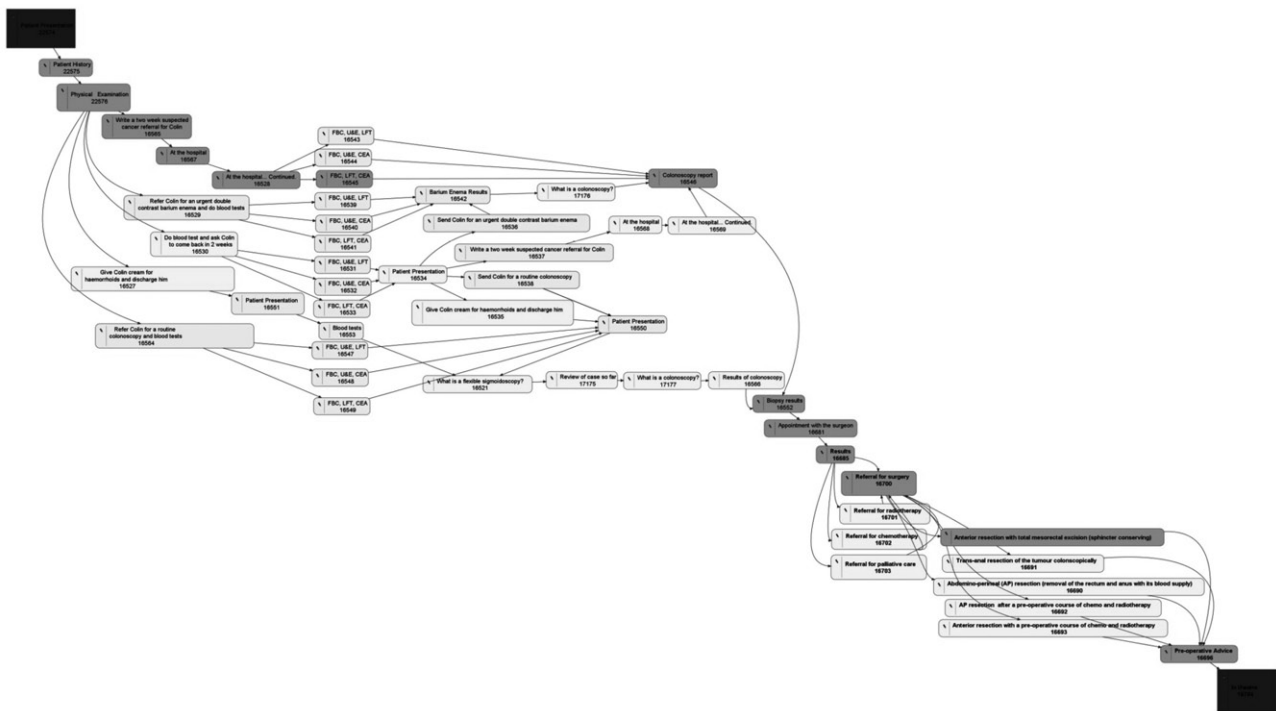 Patient History
22575
Physical Examination
22576
Write a two week suspected
cancer referral for Colin
16565
At the hospital
16567
At the hospital... Continued.
16528
FBC, U&E, LFT
16543
FBC, U&E, CEA
16544
FBC, LFT, CEA
16545
Colonoscopy report
16546
Refer Colin for an urgent double
contrast barium enema and do blood tests
16529
FBC, U&E, LFT
16539
FBC, U&E, CEA
16540
FBC, LFT, CEA
16541
Barium Enema Results
16542
What is a colonoscopy?
17176
Send Colin for an urgent double contrast barium enema
16536
At the hospital
16568
At the hospital... Continued.
16569
Do blood test and ask Colin
to come back in 2 weeks
16530
Write a two week suspected cancer referral for Colin
16537
FBC, U&E, LFT
16531
FBC, U&E, CEA
16532
FBC, LFT, CEA
16533
Patient Presentation
16534
Send Colin for a routine colonoscopy
16538
Give Colin cream for
haemorrhoids and discharge him
16527
Patient Presentation
16551
Give Colin cream for haemorrhoids and discharge him
16535
Patient Presentation
16550
Refer Colin for a routine
colonoscopy and blood tests
16564
Blood tests
16553
FBC, U&E, LFT
16547
FBC, U&E, CEA
16548
FBC, LFT, CEA
16549
What is a flexible sigmoidoscopy?
16521
Review of case so far
17175
What is a colonoscopy?
17177
Results of colonoscopy
16566
Biopsy results
16552
Appointment with the surgeon
16681
Results
16685
Referral for surgery
16700
Referral for radiotherapy
16701
Referral for chemotherapy
16702
Referral for palliative care
16703
Anterior resection with total mesorectal excision (sphincter conserving)
Trans-anal resection of the tumour colonscopically
16691
Abdomino-perineal (AP) resection (removal of the rectum and anus with its blood supply)
16690
AP resection after a pre-operative course of chemo and radiotherapy
16692
Anterior resection with a pre-operative course of chemo and radiotherapy
16693
Pre-operative Advice
16696